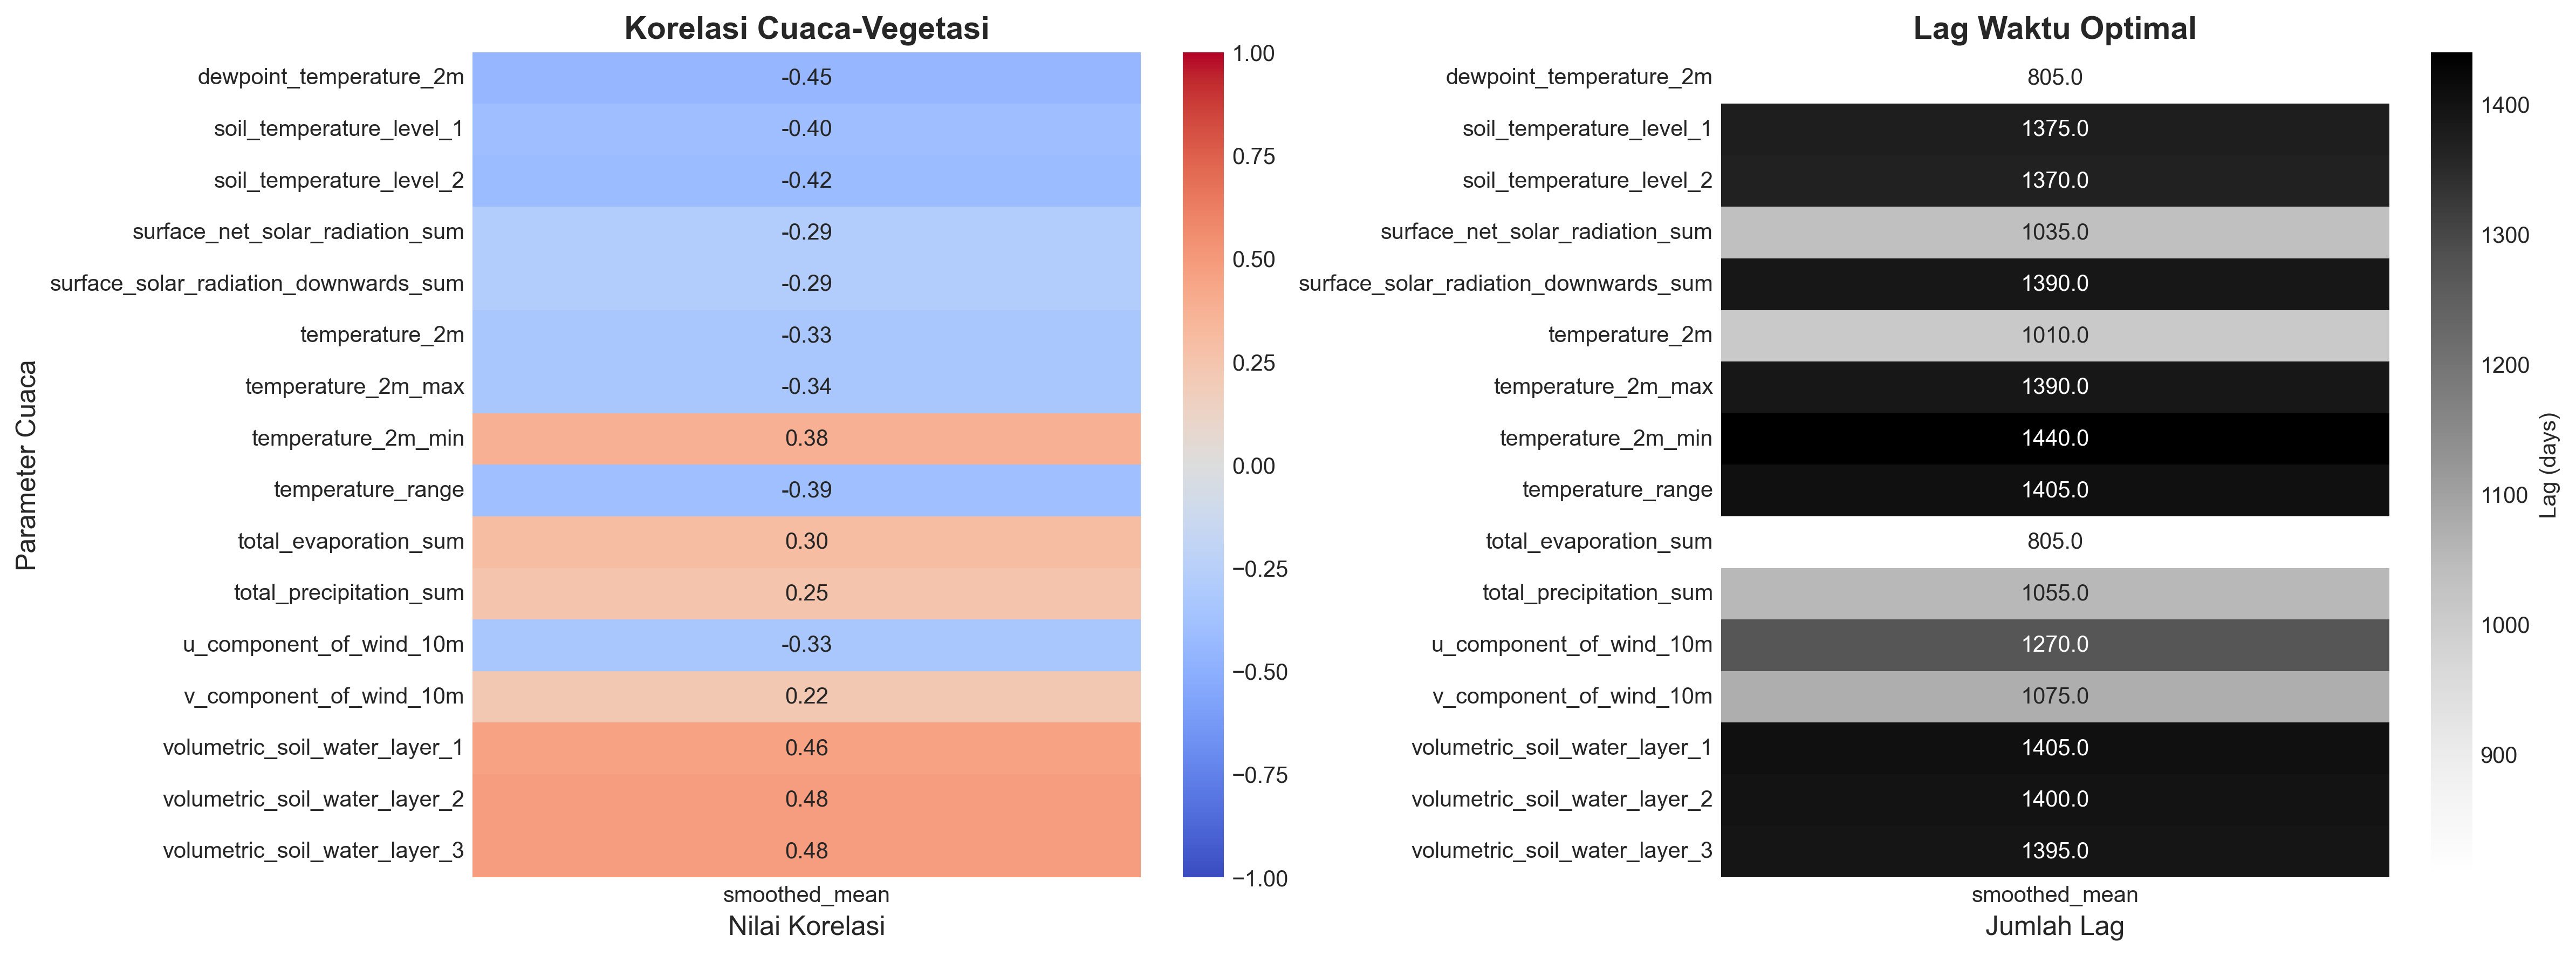 Korelasi Cuaca-Vegetasi
Parameter Cuaca
dewpoint_temperature_2m -0.45
soil_temperature_level_1 -0.40
soil_temperature_level_2 -0.42
surface_net_solar_radiation_sum -0.29
surface_solar_radiation_downwards_sum -0.29
temperature_2m -0.33
temperature_2m_max -0.34
temperature_2m_min 0.38
temperature_range -0.39
total_evaporation_sum 0.30
total_precipitation_sum 0.25
u_component_of_wind_10m -0.33
v_component_of_wind_10m 0.22
volumetric_soil_water_layer_1 0.46
volumetric_soil_water_layer_2 0.48
volumetric_soil_water_layer_3 0.48
smoothed_mean
Nilai Korelasi
1.00
0.75
0.50
0.25
0.00
−0.25
−0.50
−0.75
−1.00
Lag Waktu Optimal
dewpoint_temperature_2m 805.0
soil_temperature_level_1 1375.0
soil_temperature_level_2 1370.0
surface_net_solar_radiation_sum 1035.0
surface_solar_radiation_downwards_sum 1390.0
temperature_2m 1010.0
temperature_2m_max 1390.0
temperature_2m_min 1440.0
temperature_range 1405.0
total_evaporation_sum 805.0
total_precipitation_sum 1055.0
u_component_of_wind_10m 1270.0
v_component_of_wind_10m 1075.0
volumetric_soil_water_layer_1 1405.0
volumetric_soil_water_layer_2 1400.0
volumetric_soil_water_layer_3 1395.0
smoothed_mean
Jumlah Lag
1400
1300
1200
1100
1000
900
Lag (days)